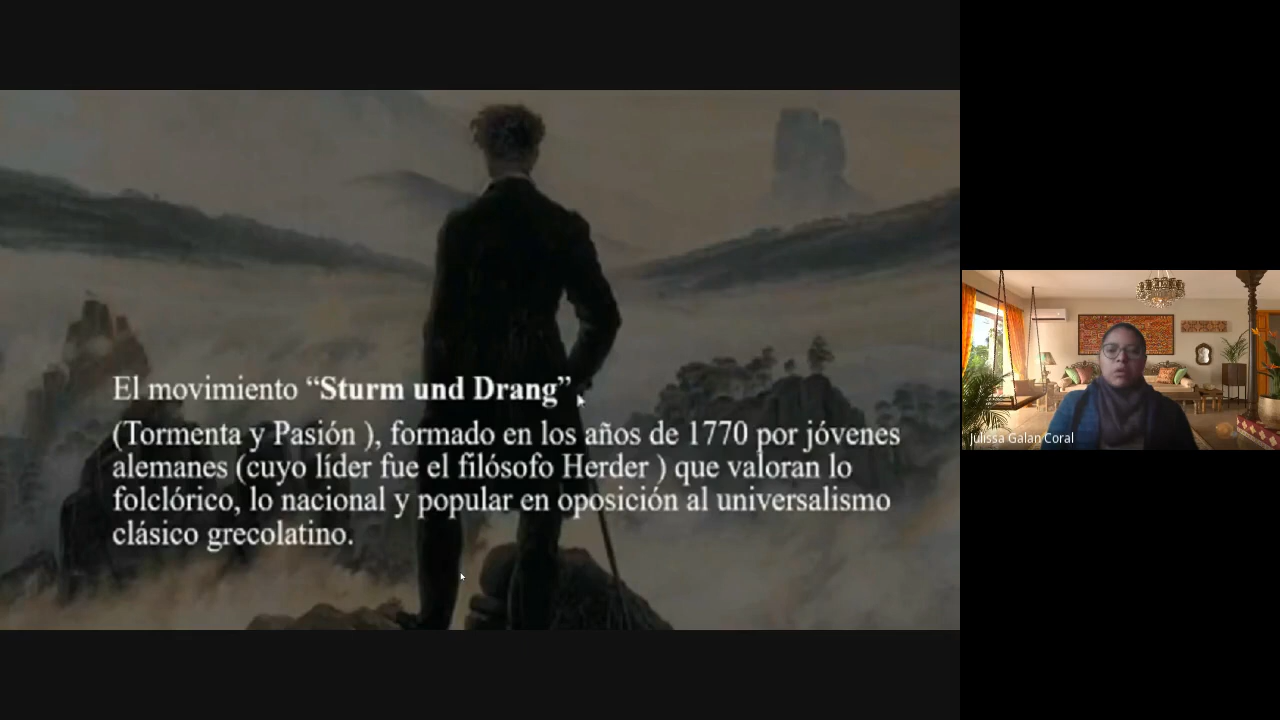 El movimiento “Sturm und Drang”
(Tormenta y Pasión ), formado en los años de 1770 por jóvenes
alemanes (cuyo líder fue el filósofo Herder ) que valoran lo
folclórico, lo nacional y popular en oposición al universalismo
clásico grecolatino.
Julissa Galan Coral